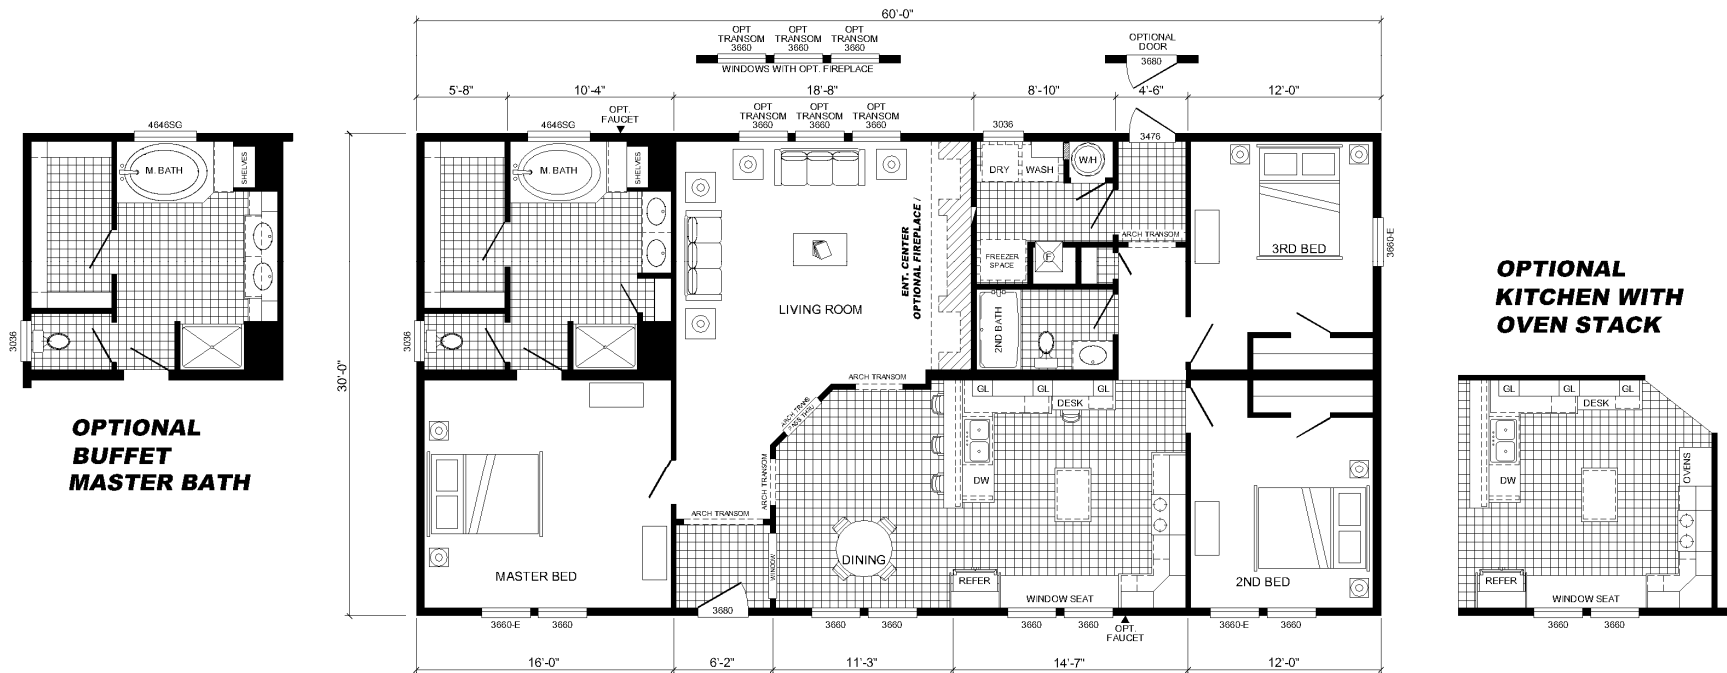 60'-0"
OPT
TRANSOM
3660
OPT
TRANSOM
3660
OPT
TRANSOM
3660
WINDOWS WITH OPT. FIREPLACE
OPTIONAL
DOOR
3680
5'-8"
10'-4"
18'-8"
8'-10"
4'-6"
12'-0"
4646SG
M. BATH
SHELVES
3036
OPTIONAL
BUFFET
MASTER BATH
30'-0"
4646SG
OPT.
FAUCET
M. BATH
SHELVES
3036
OPT
TRANSOM
3660
OPT
TRANSOM
3660
OPT
TRANSOM
3660
LIVING ROOM
ENT. CENTER
OPTIONAL FIREPLACE /
3036
DRY
WASH
W/H
3476
ARCH TRANSOM
FREEZER
SPACE
F
2ND BATH
3RD BED
3660-E
ARCH TRANSOM
ARCH TRANS
PASS THRU
ARCH TRANSOM
ARCH TRANSOM
GL
GL
GL
DESK
DW
MASTER BED
WINDOW
DINING
REFER
WINDOW SEAT
2ND BED
3660-E
3660
3680
3660
3660
3660
3660
OPT.
FAUCET
3660-E
3660
16'-0"
6'-2"
11'-3"
14'-7"
12'-0"
OPTIONAL
KITCHEN WITH
OVEN STACK
GL
GL
GL
DESK
OVENS
DW
REFER
WINDOW SEAT
3660
3660